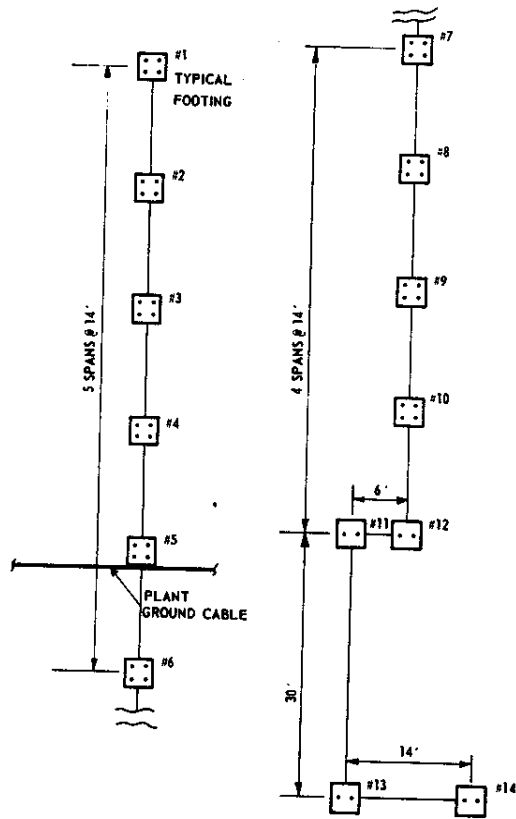 #1
TYPICAL
FOOTING
#2
#3
5 SPANS @ 14'
#4
#5
PLANT
GROUND CABLE
#6
#7
#8
#9
4 SPANS @ 14'
#10
6'
#11
#12
30'
14'
#13
#14